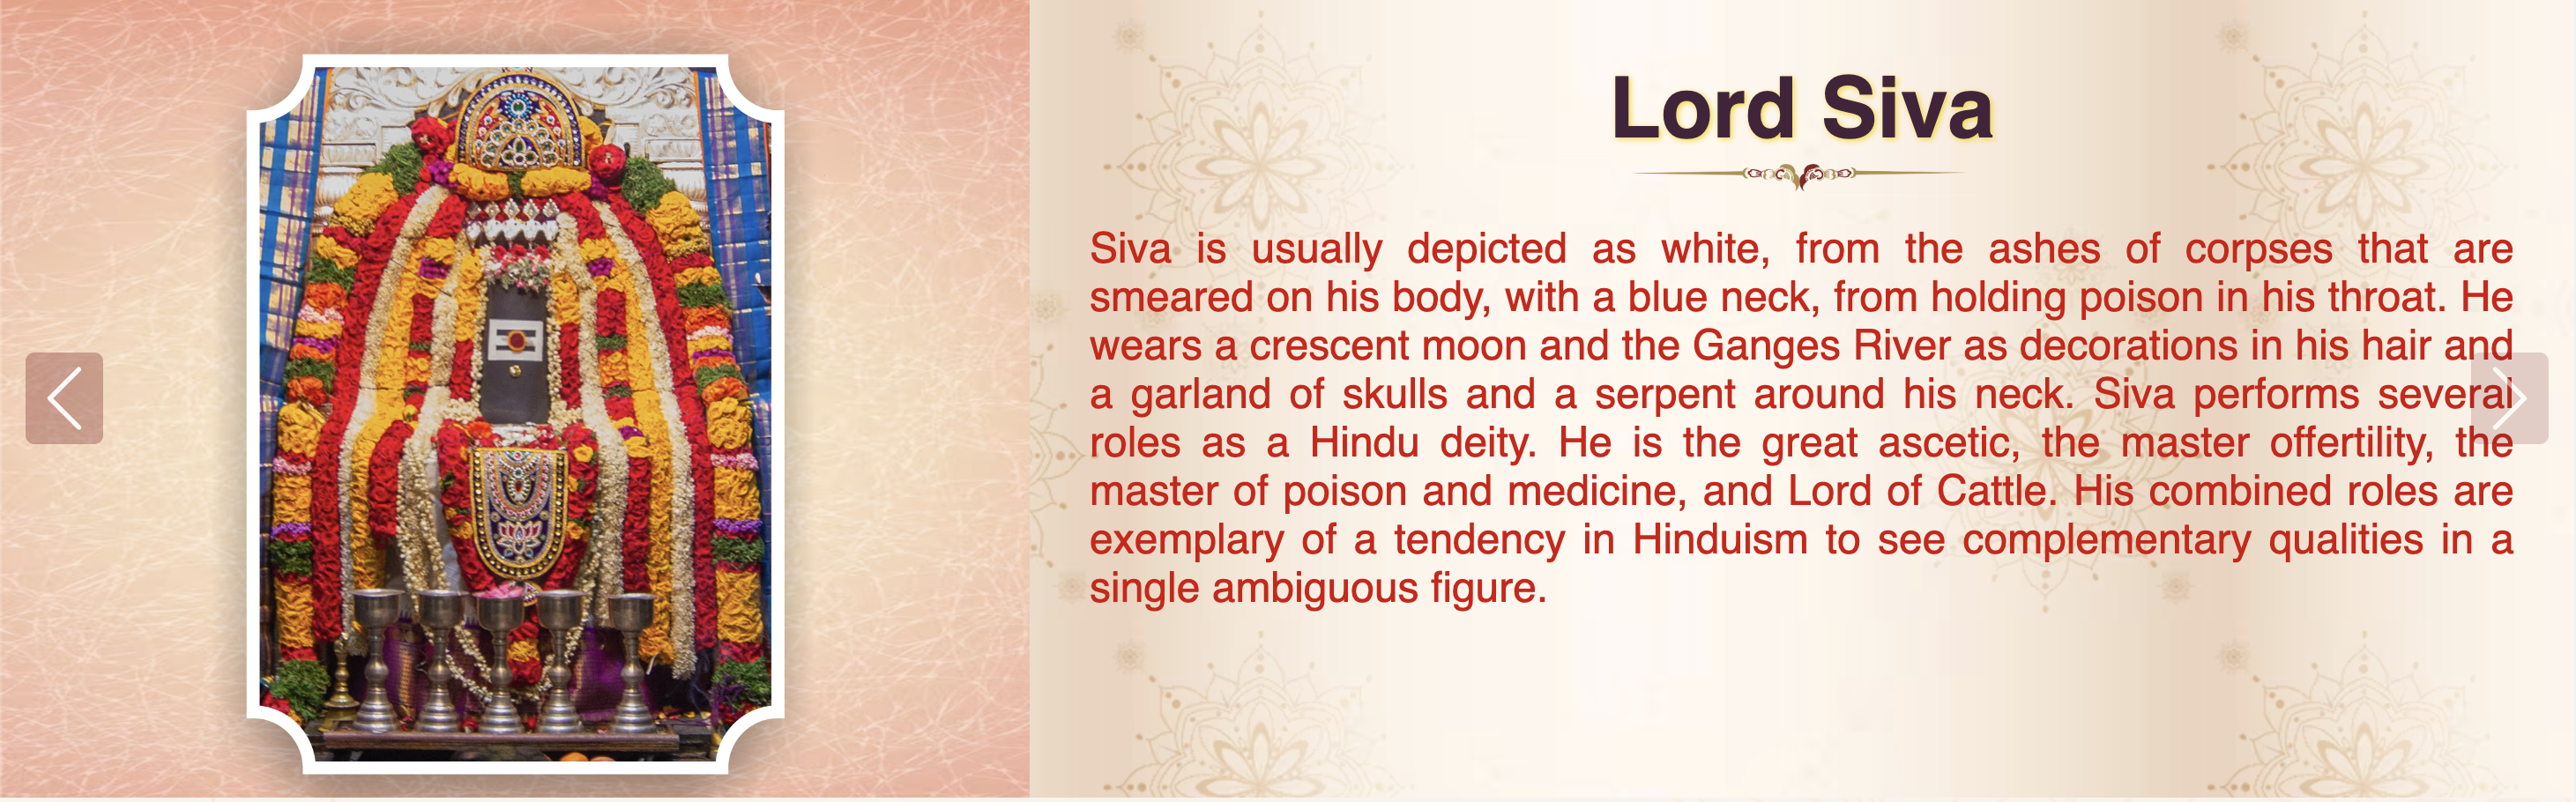 Lord Siva
Siva is usually depicted as white, from the ashes of corpses that are
smeared on his body, with a blue neck, from holding poison in his throat. He
wears a crescent moon and the Ganges River as decorations in his hair and
a garland of skulls and a serpent around his neck. Siva performs several
roles as a Hindu deity. He is the great ascetic, the master offertility, the
master of poison and medicine, and Lord of Cattle. His combined roles are
exemplary of a tendency in Hinduism to see complementary qualities in a
single ambiguous figure.